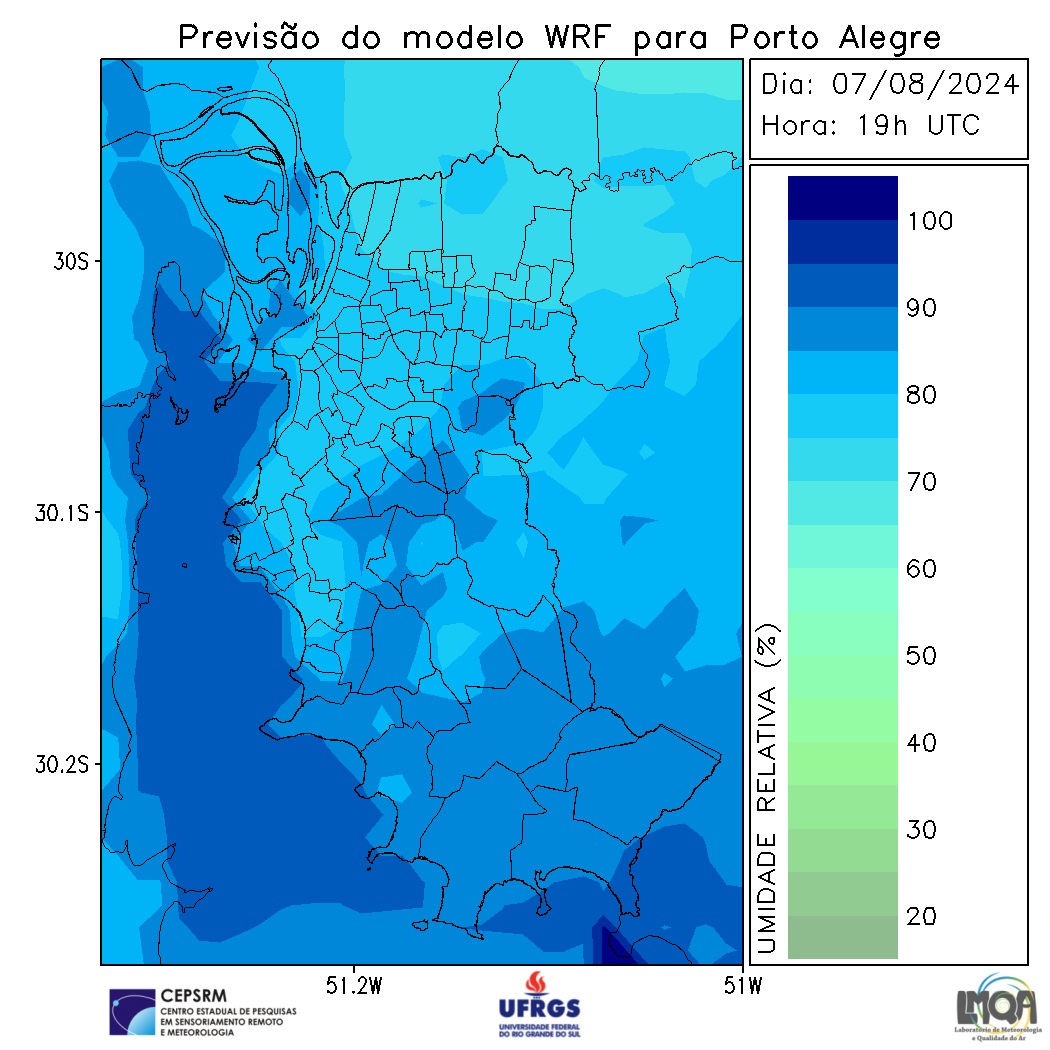 Previsão do modelo WRF para Porto Alegre
Dia: 07/08/2024
Hora: 19h UTC
30S
30.1S
30.2S
51.2W
51W
UMIDADE RELATIVA (%)
100
90
80
70
60
50
40
30
20
CEPSRM
CENTRO ESTADUAL DE PESQUISAS
EM SENSORIAMENTO REMOTO
E METEOROLOGIA
UFRGS
UNIVERSIDADE FEDERAL
DO RIO GRANDE DO SUL
LMQA
Laboratório de Meteorologia
e Qualidade do Ar